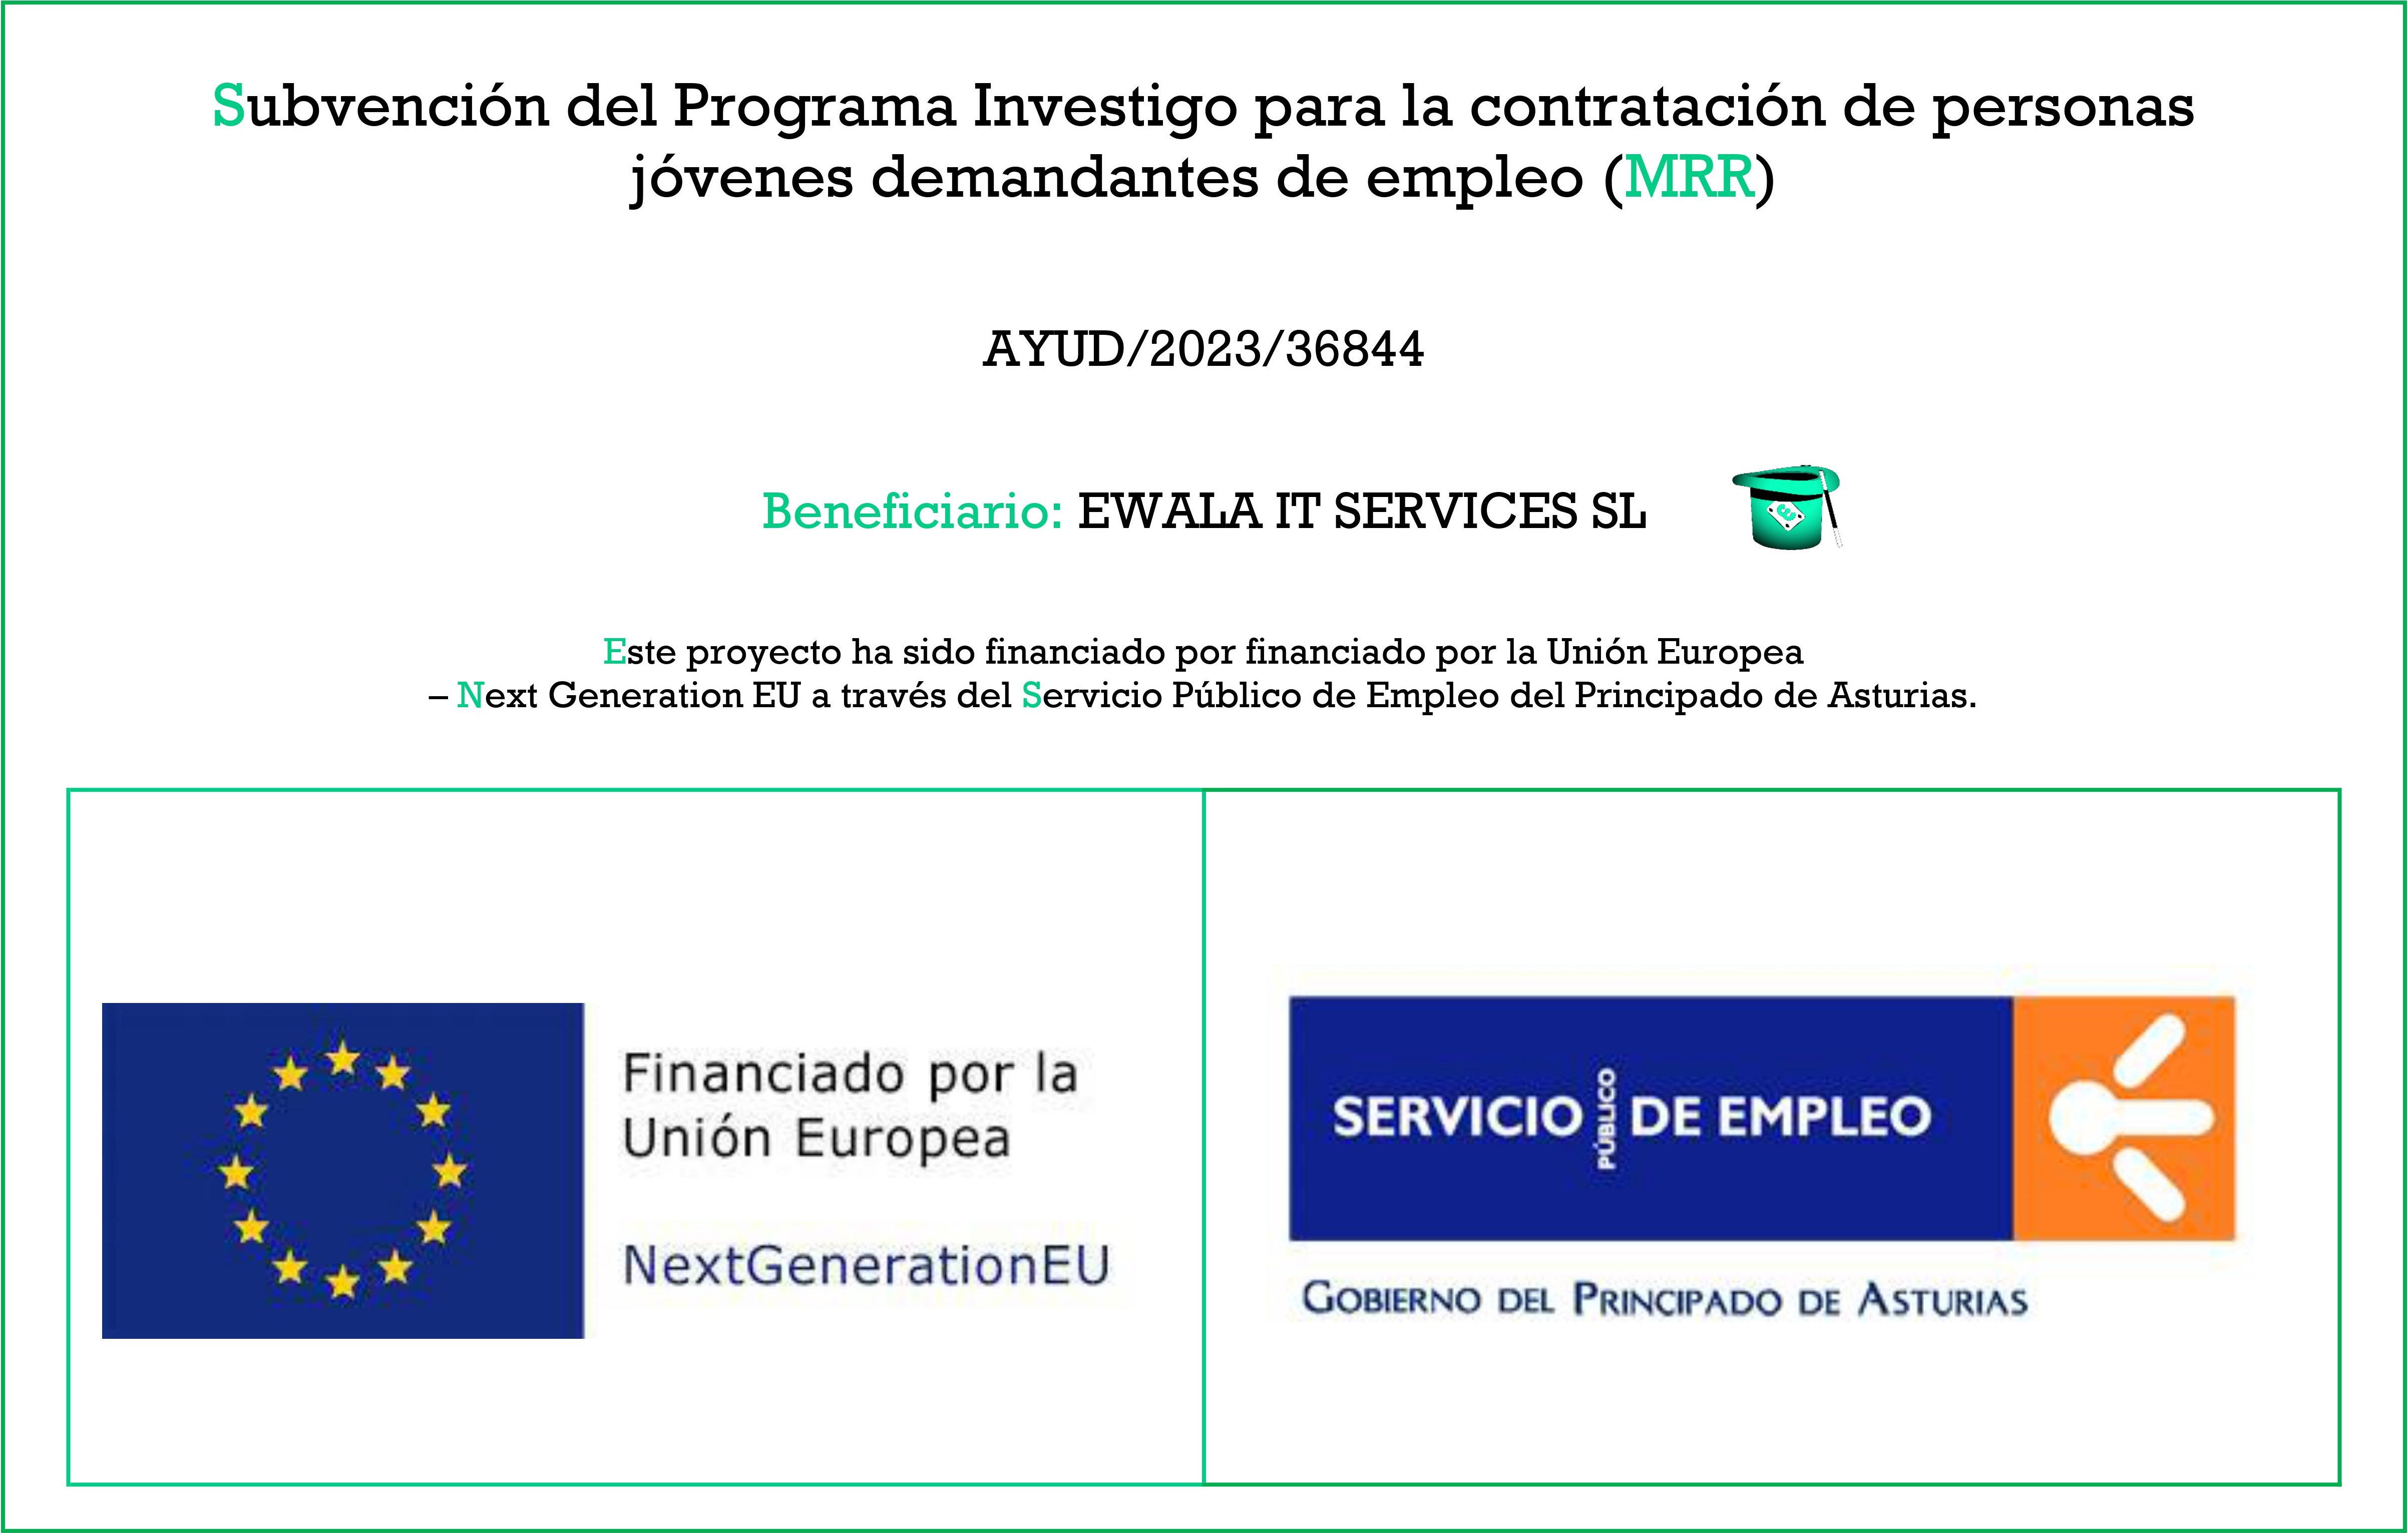 Subvención del Programa Investigo para la contratación de personas
jóvenes demandantes de empleo (MRR)
AYUD/2023/36844
Beneficiario: EWALA IT SERVICES SL
Este proyecto ha sido financiado por financiado por la Unión Europea
– Next Generation EU a través del Servicio Público de Empleo del Principado de Asturias.
Financiado por la
Unión Europea
NextGenerationEU
SERVICIO PÚBLICO DE EMPLEO
GOBIERNO DEL PRINCIPADO DE ASTURIAS